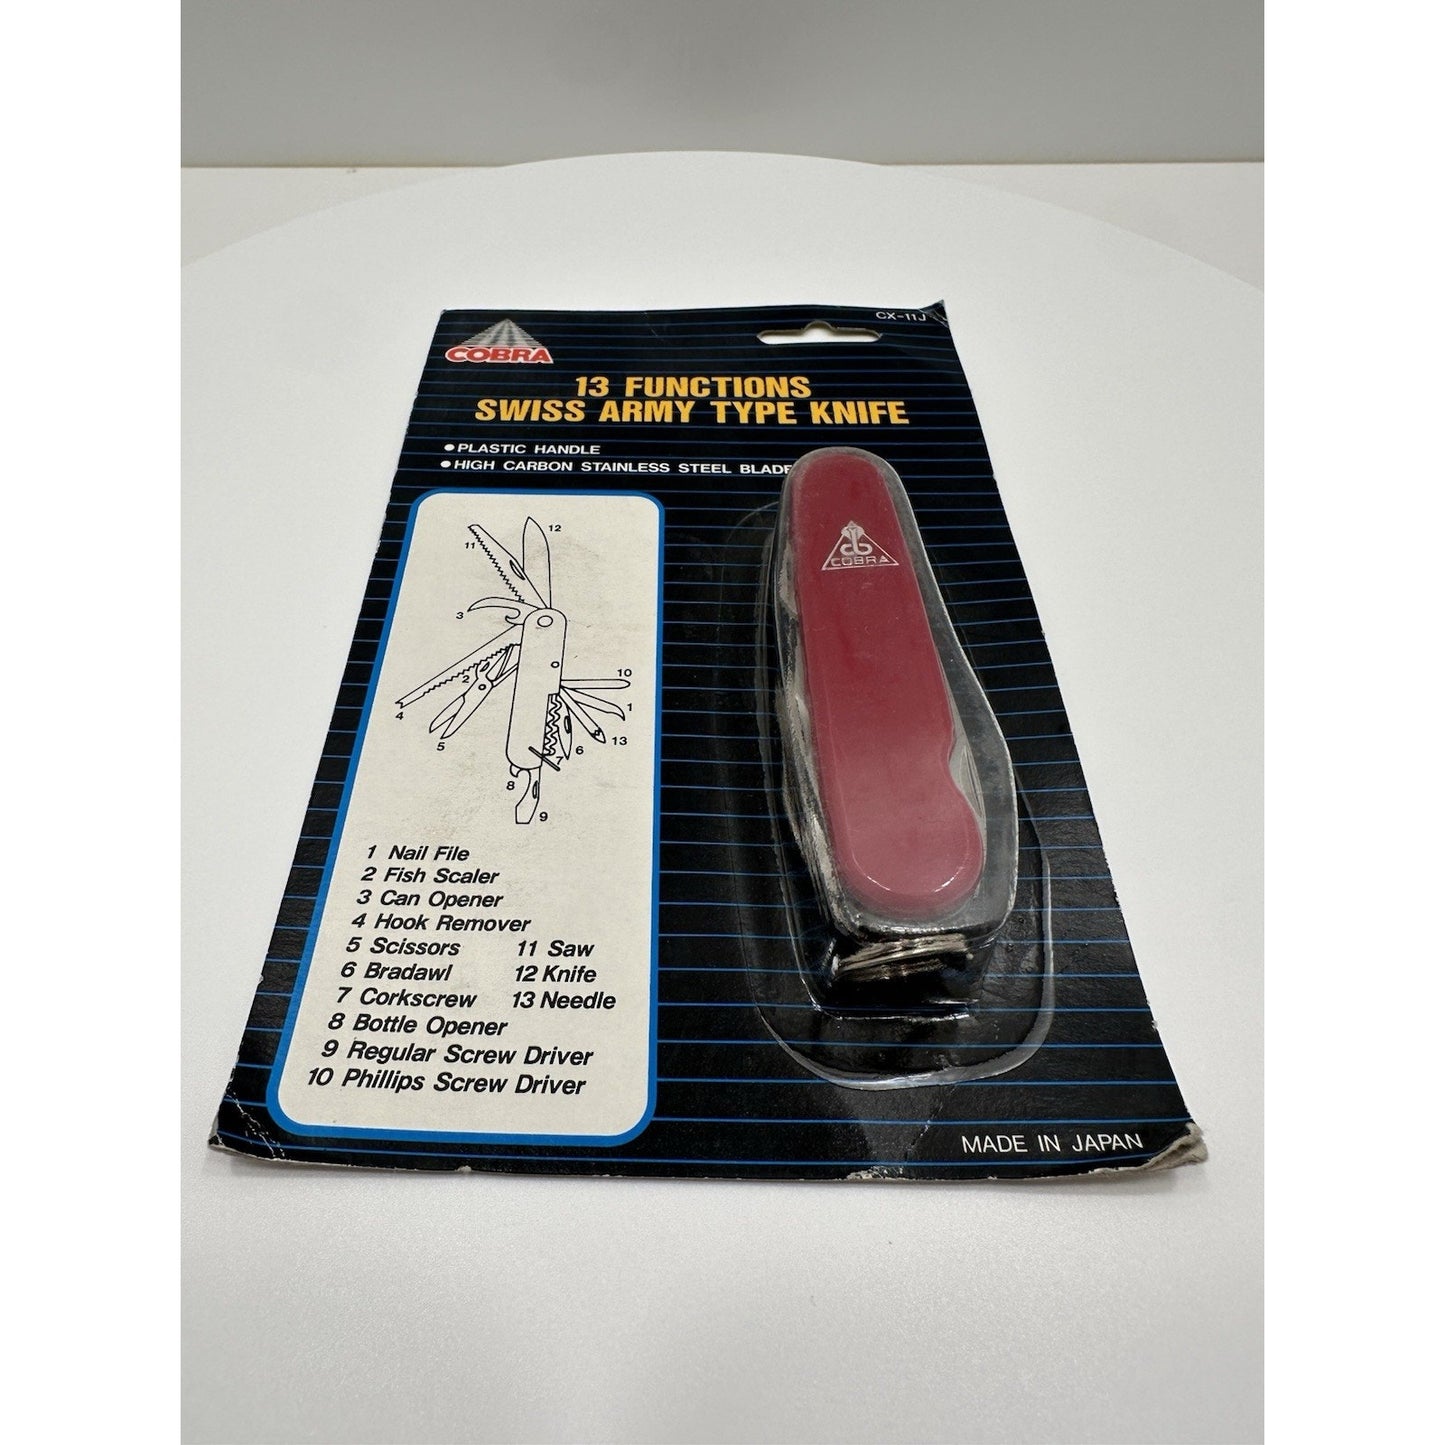 CX-11J
COBRA
13 FUNCTIONS
SWISS ARMY TYPE KNIFE
●PLASTIC HANDLE
●HIGH CARBON STAINLESS STEEL BLADE
COBRA
12
11
3
10
2
4
1
5
13
6
7
8
9
1 Nail File
2 Fish Scaler
3 Can Opener
4 Hook Remover
5 Scissors 11 Saw
6 Bradawl 12 Knife
7 Corkscrew 13 Needle
8 Bottle Opener
9 Regular Screw Driver
10 Phillips Screw Driver
MADE IN JAPAN